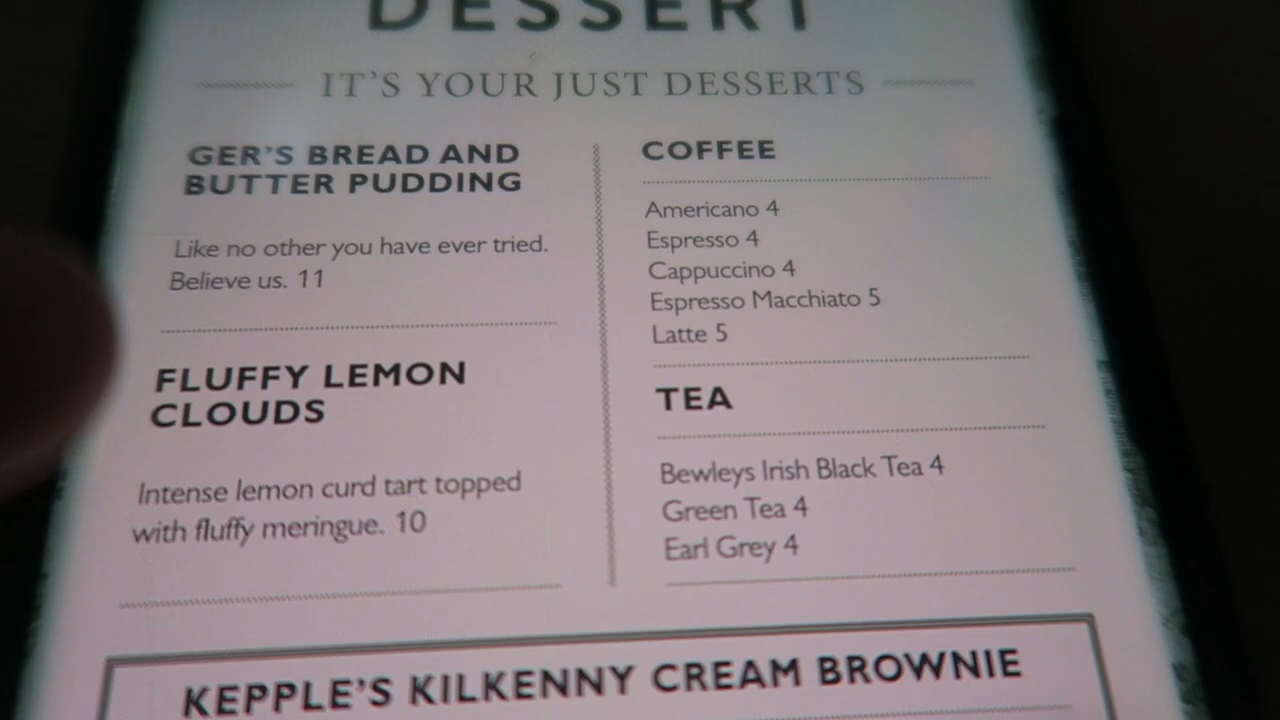 DESSERT
IT'S YOUR JUST DESSERTS
GER'S BREAD AND
BUTTER PUDDING
Like no other you have ever tried.
Believe us. 11
FLUFFY LEMON
CLOUDS
Intense lemon curd tart topped
with fluffy meringue. 10
COFFEE
Americano 4
Espresso 4
Cappuccino 4
Espresso Macchiato 5
Latte 5
TEA
Bewleys Irish Black Tea 4
Green Tea 4
Earl Grey 4
KEPPLE'S KILKENNY CREAM BROWNIE